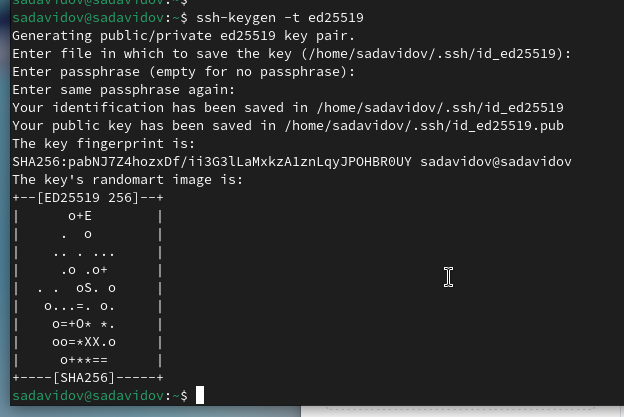 sadavidov@sadavidov:~$ ssh-keygen -t ed25519
Generating public/private ed25519 key pair.
Enter file in which to save the key (/home/sadavidov/.ssh/id_ed25519):
Enter passphrase (empty for no passphrase):
Enter same passphrase again:
Your identification has been saved in /home/sadavidov/.ssh/id_ed25519
Your public key has been saved in /home/sadavidov/.ssh/id_ed25519.pub
The key fingerprint is:
SHA256:pabNJ7Z4hozxDf/ii3G3lLaMxkzA1znLqyJPOHBR0UY sadavidov@sadavidov
The key's randomart image is:
+--[ED25519 256]--+
|      o+E        |
|     .  o        |
|    .. . ...     |
|     .o .o+      |
|  . .  oS. o     |
|   o...=. o.     |
|    o=+O* *.     |
|    oo=*XX.o     |
|     o+**==      |
+----[SHA256]-----+
sadavidov@sadavidov:~$